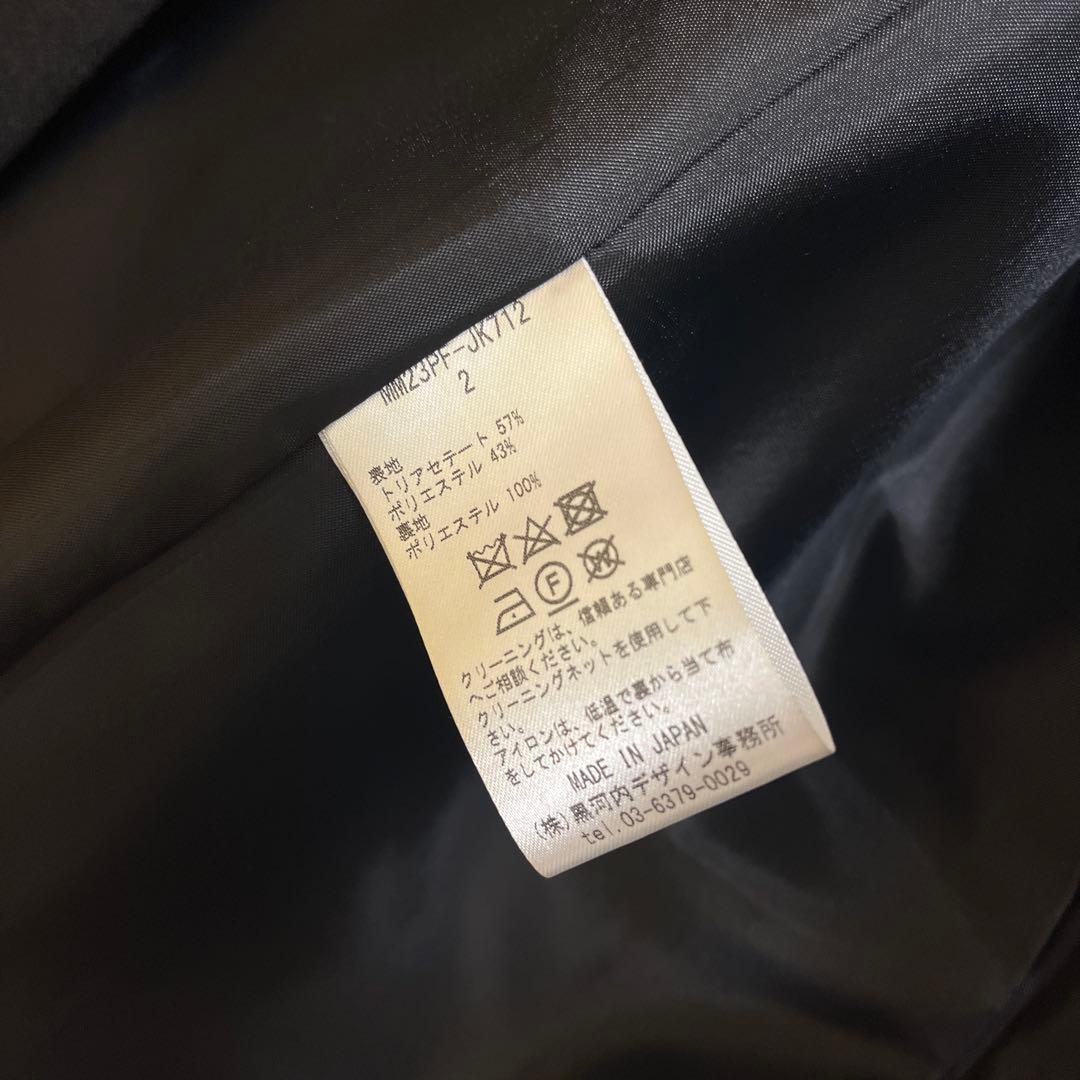 MM23PF-JK712
2
表地
トリアセテート 57%
ポリエステル 43%
裏地
ポリエステル 100%
F
W
クリーニングは、信頼ある専門店
へご相談ください。
クリーニングネットを使用して下
さい。
アイロンは、低温で裏から当て布
をしてかけてください。
MADE IN JAPAN
(株)黒河内デザイン事務所
tel.03-6379-0029